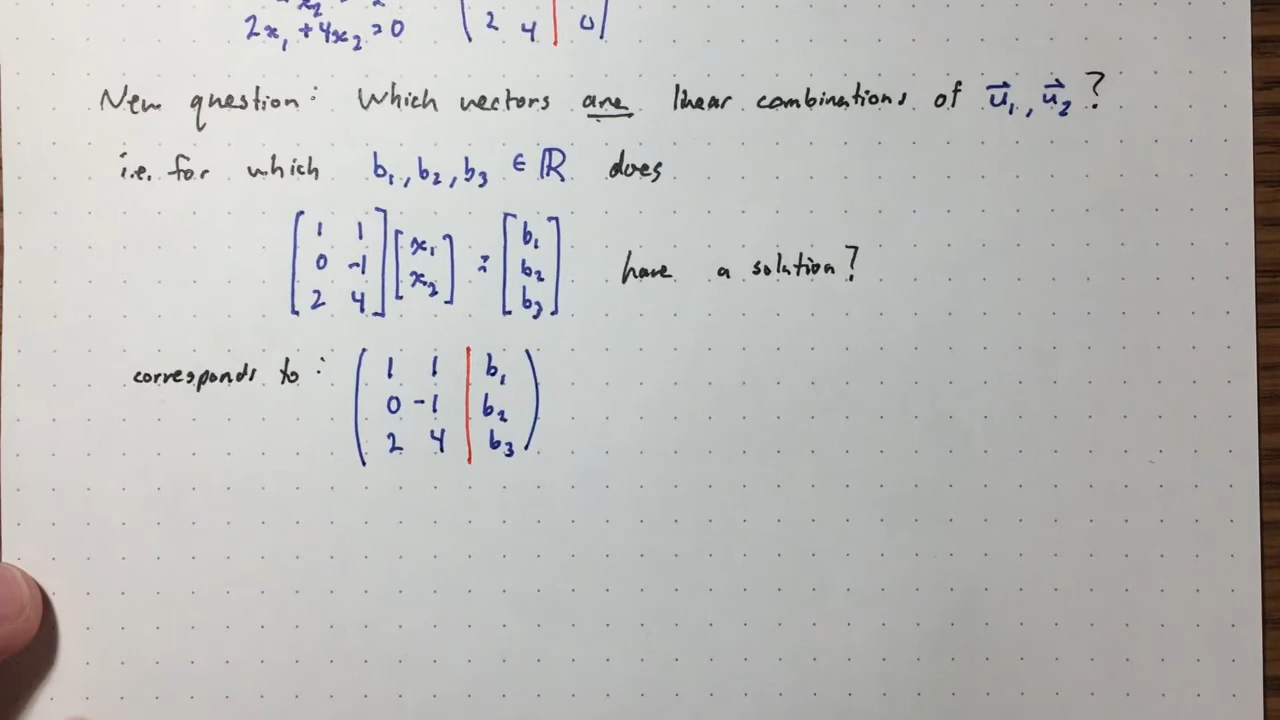 x₂
2x₁ + 4x₂ = 0 2 4 | 0
New question: Which vectors are linear combinations of u⃗₁, u⃗₂?
i.e. for which b₁, b₂, b₃ ∈ ℝ does
[1 1; 0 -1; 2 4] [x₁; x₂] = [b₁; b₂; b₃] have a solution?
corresponds to: (1 1 | b₁; 0 -1 | b₂; 2 4 | b₃)